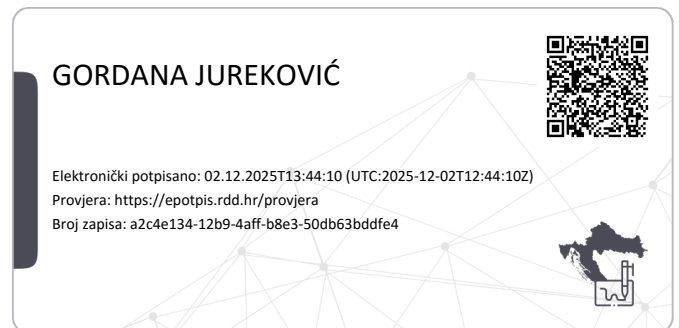 GORDANA JUREKOVIĆ
Elektronički potpisano: 02.12.2025T13:44:10 (UTC:2025-12-02T12:44:10Z)
Provjera: https://epotpis.rdd.hr/provjera
Broj zapisa: a2c4e134-12b9-4aff-b8e3-50db63bddfe4